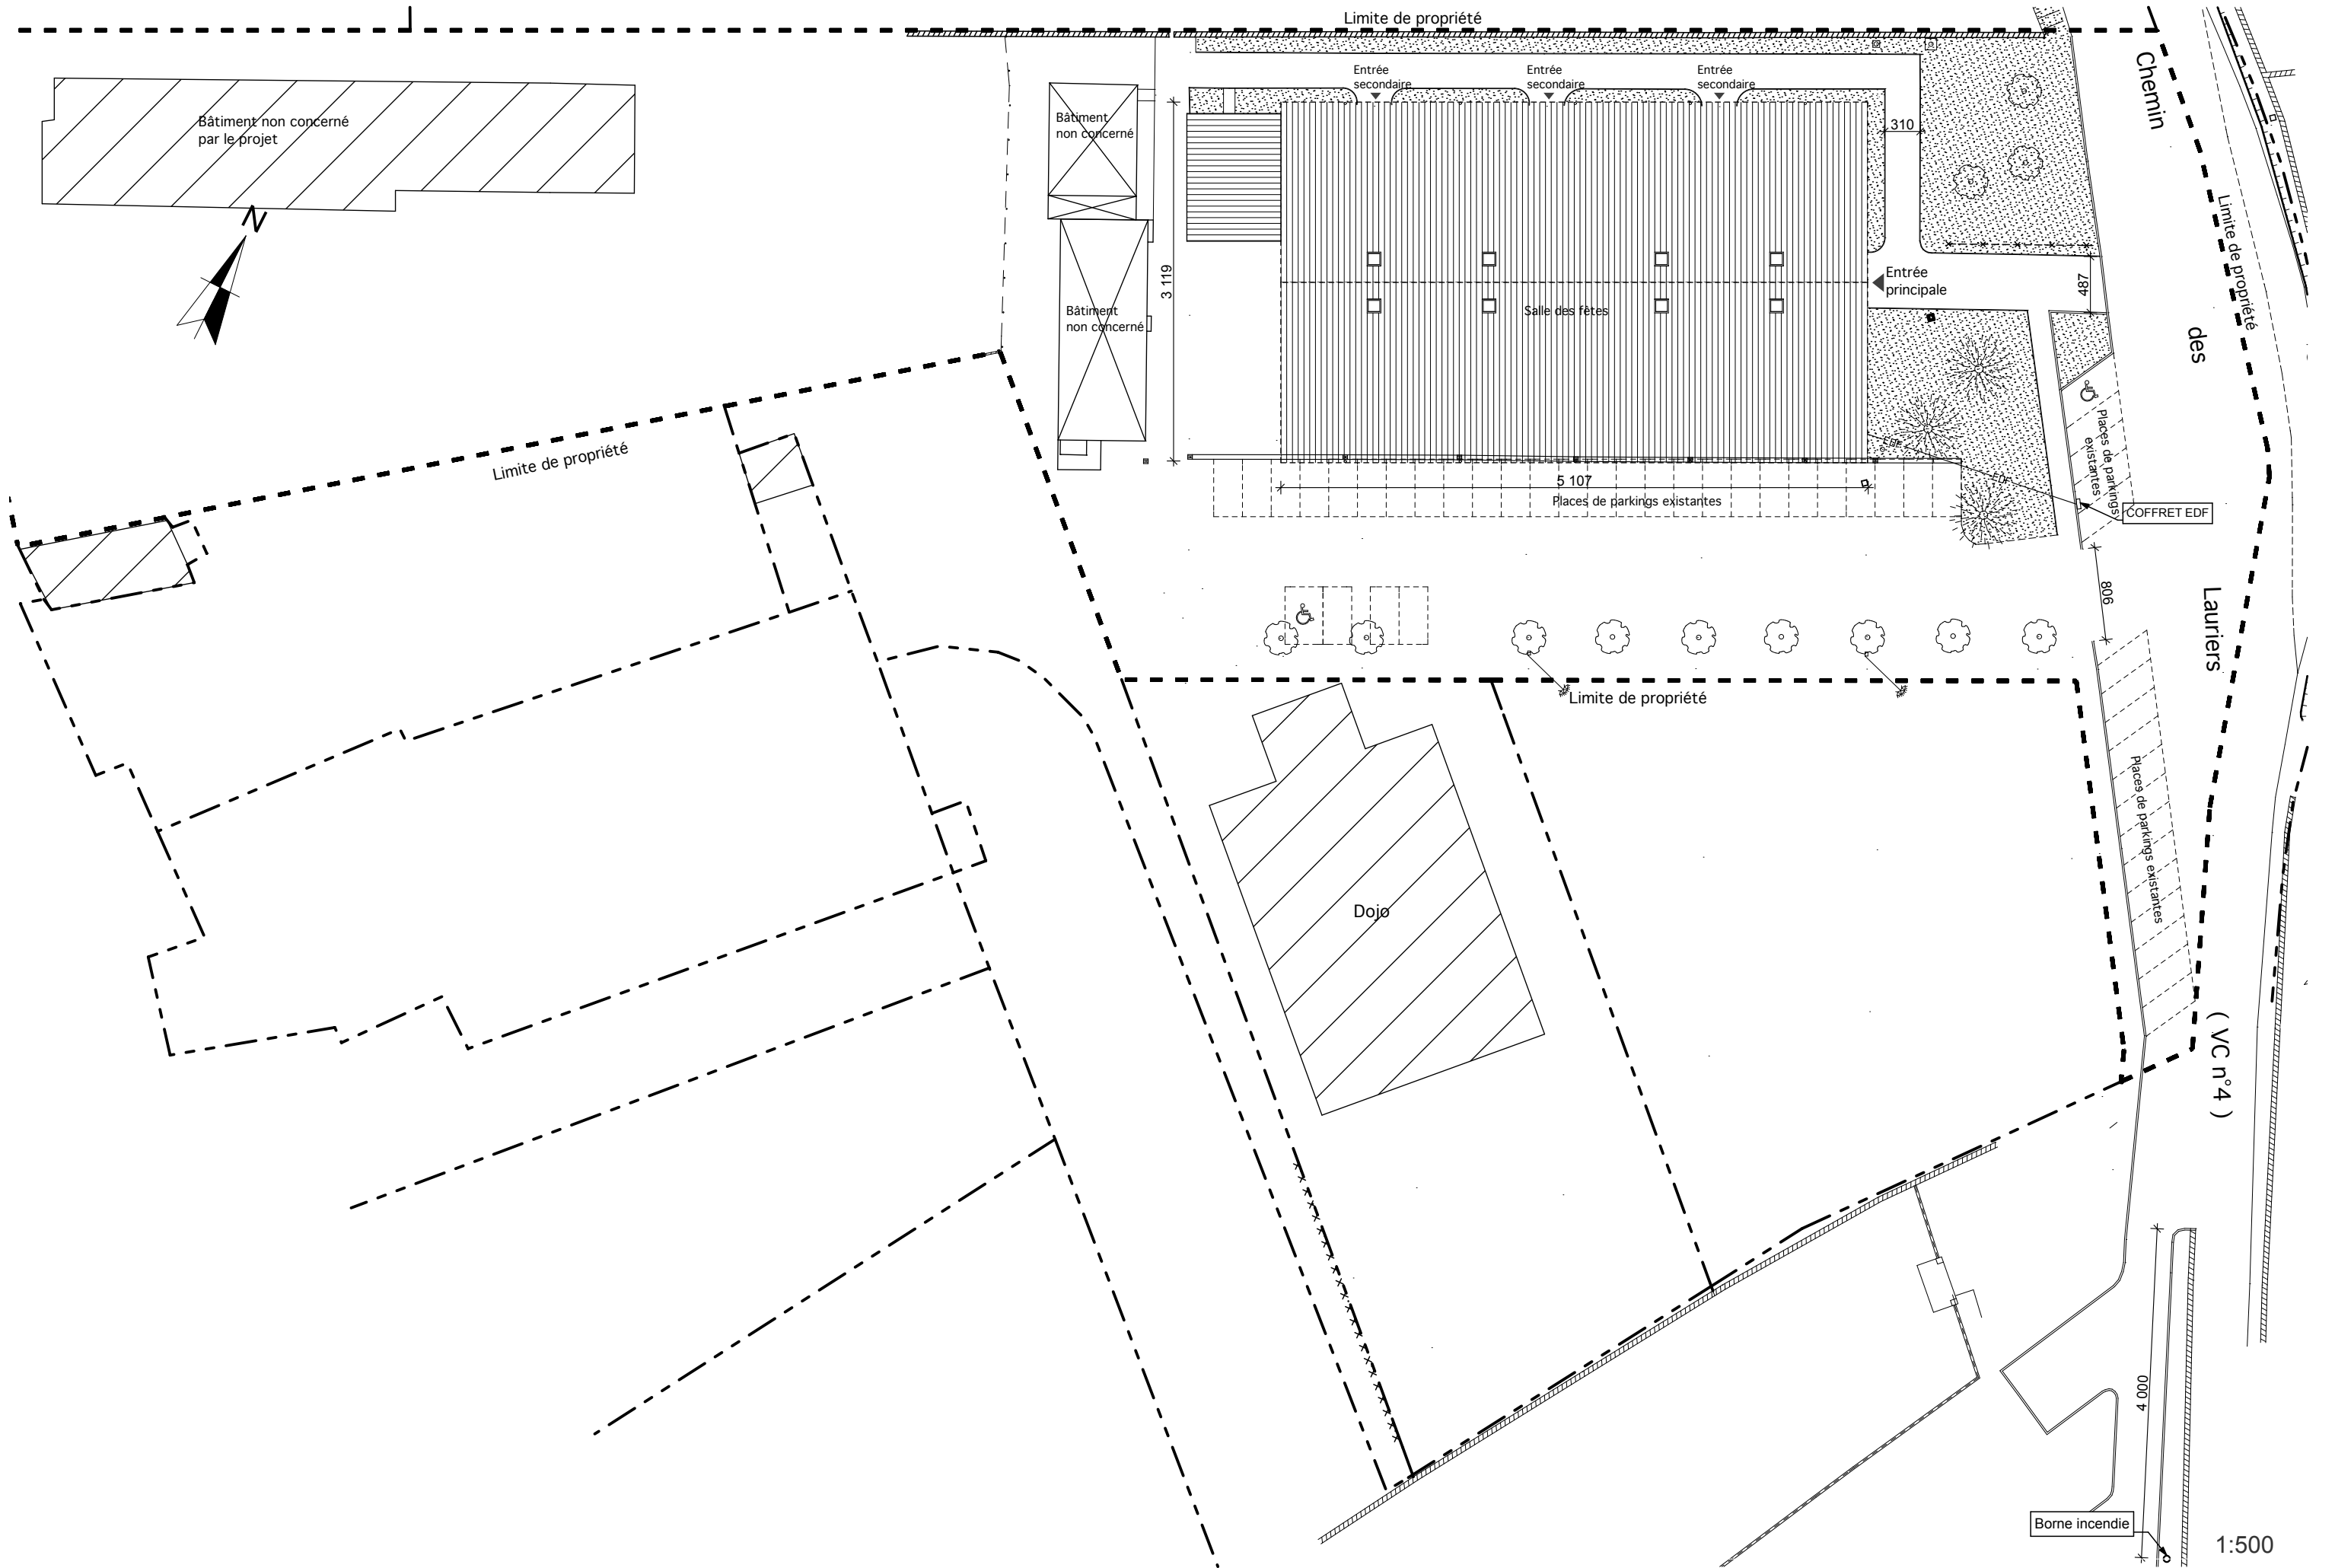 Limite de propriété
Chemin
des
Lauriers
( VC n°4 )
Limite de propriété
Bâtiment non concerné
par le projet
N
Bâtiment
non concerné
Bâtiment
non concerné
Entrée
secondaire
Entrée
secondaire
Entrée
secondaire
310
3 119
Entrée
principale
487
Salle des fêtes
Places de parkings
existantes
EDF
EDF
COFFRET EDF
5 107
Places de parkings existantes
806
Limite de propriété
Limite de propriété
Places de parkings existantes
Dojo
4 000
Borne incendie
1:500